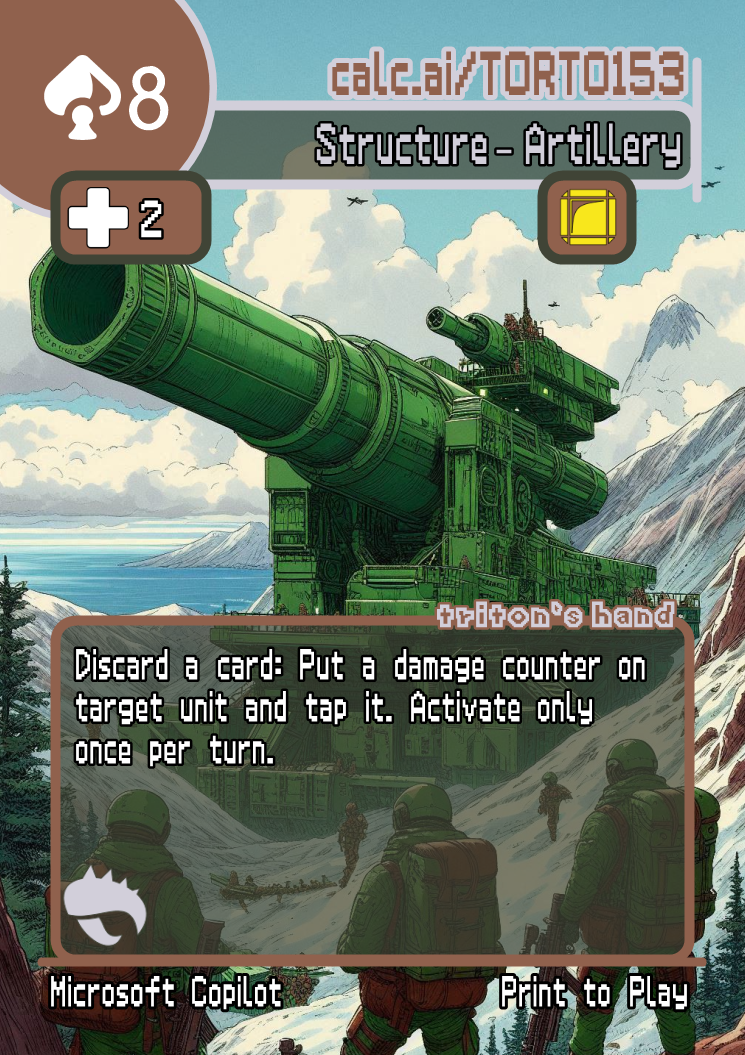 8
calc.ai/TORTO153
Structure - Artillery
2
triton's hand
Discard a card: Put a damage counter on
target unit and tap it. Activate only
once per turn.
Microsoft Copilot
Print to Play